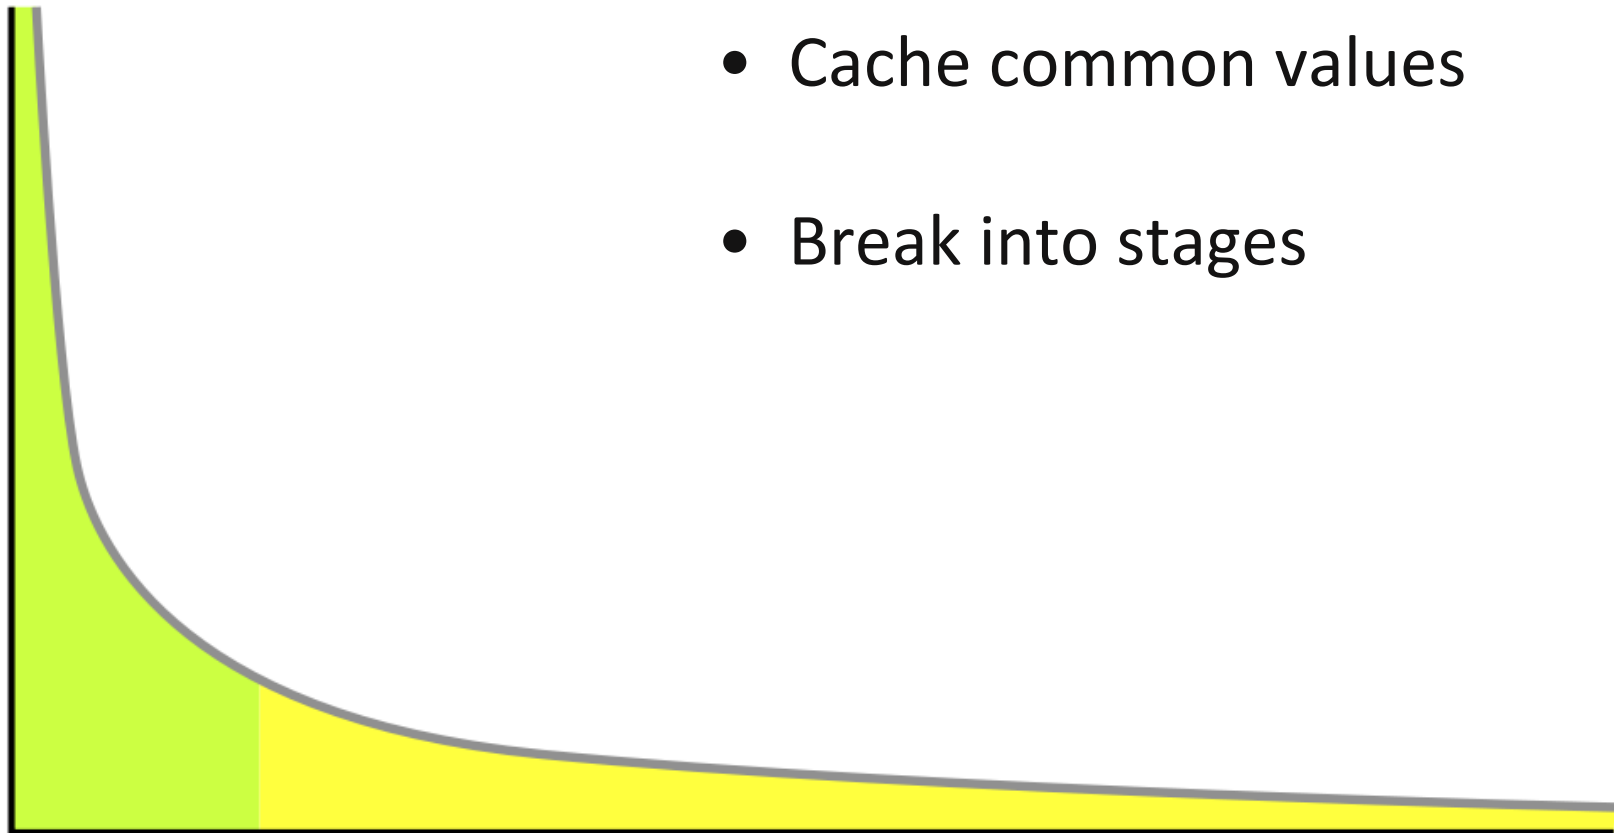 • Cache common values
• Break into stages